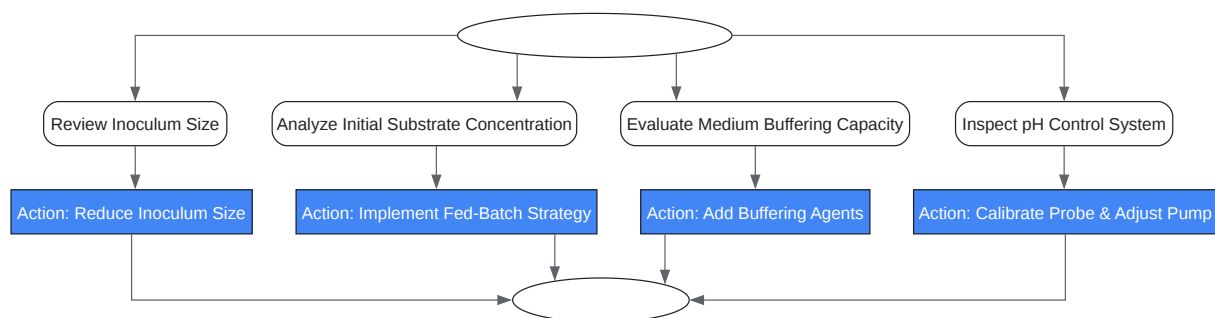 Review Inoculum Size
Analyze Initial Substrate Concentration
Evaluate Medium Buffering Capacity
Inspect pH Control System
Action: Reduce Inoculum Size
Action: Implement Fed-Batch Strategy
Action: Add Buffering Agents
Action: Calibrate Probe & Adjust Pump